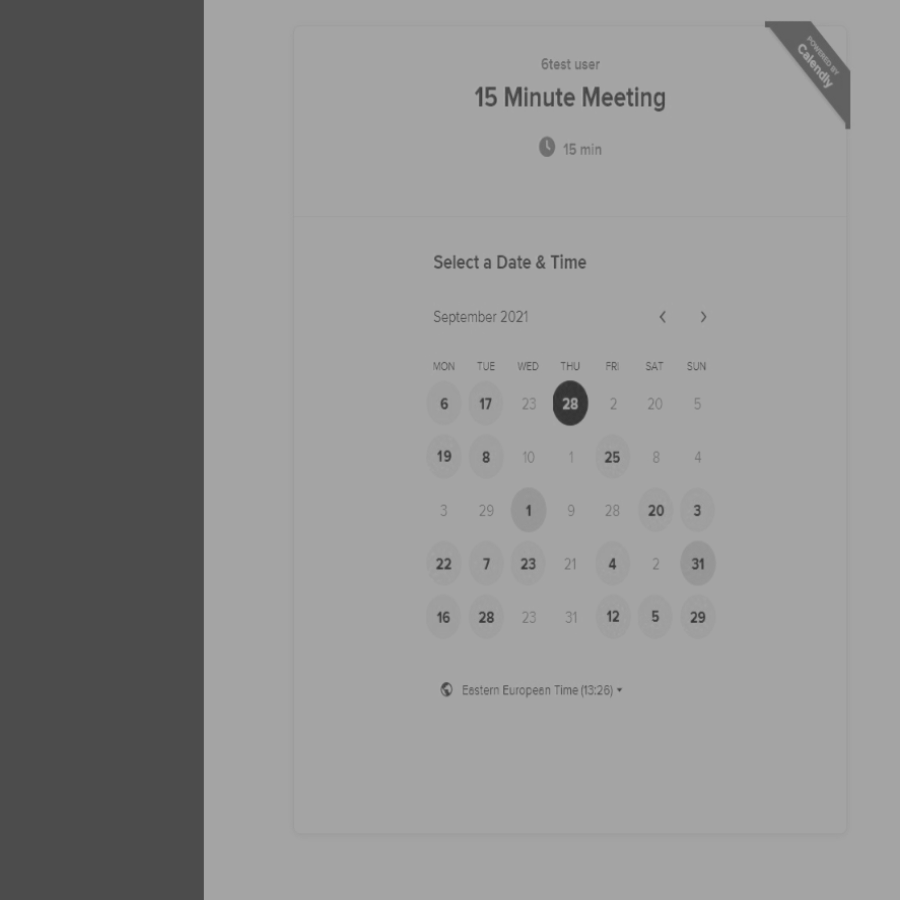 POWERED BY
Calendly
6test user
15 Minute Meeting
15 min
Select a Date & Time
September 2021
MON TUE WED THU FRI SAT SUN
6 17 23 28 2 20 5
19 8 10 1 25 8 4
3 29 1 9 28 20 3
22 7 23 21 4 2 31
16 28 23 31 12 5 29
Eastern European Time (13:26)